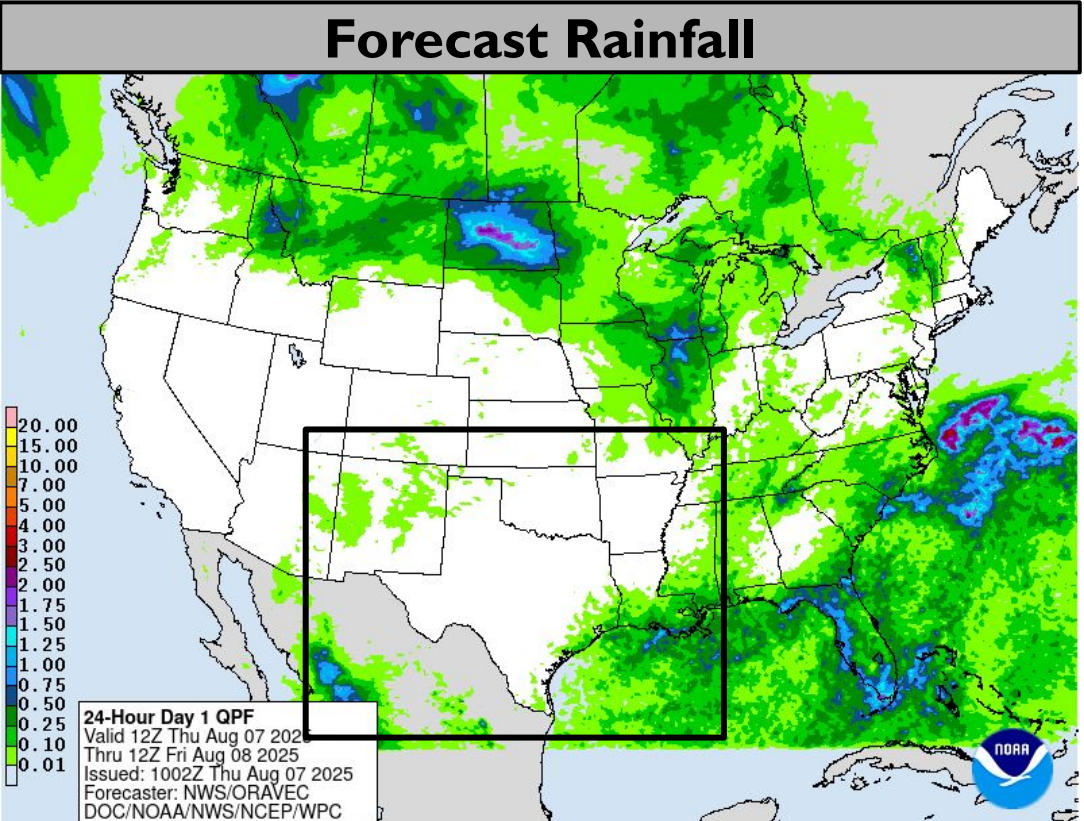 Forecast Rainfall
20.00
15.00
10.00
7.00
5.00
4.00
3.00
2.50
2.00
1.75
1.50
1.25
1.00
0.75
0.50
0.25
0.10
0.01
24-Hour Day 1 QPF
Valid 12Z Thu Aug 07 2025
Thru 12Z Fri Aug 08 2025
Issued: 1002Z Thu Aug 07 2025
Forecaster: NWS/ORAVEC
DOC/NOAA/NWS/NCEP/WPC
NOAA